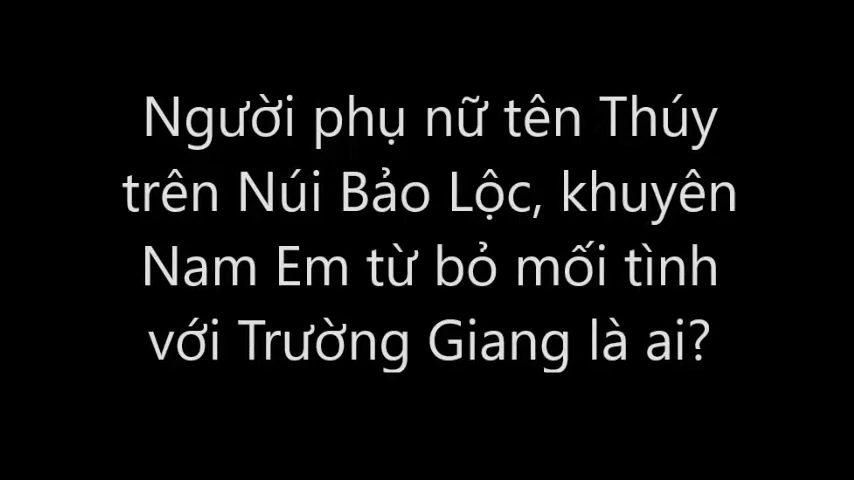 Người phụ nữ tên Thúy
trên Núi Bảo Lộc, khuyên
Nam Em từ bỏ mối tình
với Trường Giang là ai?